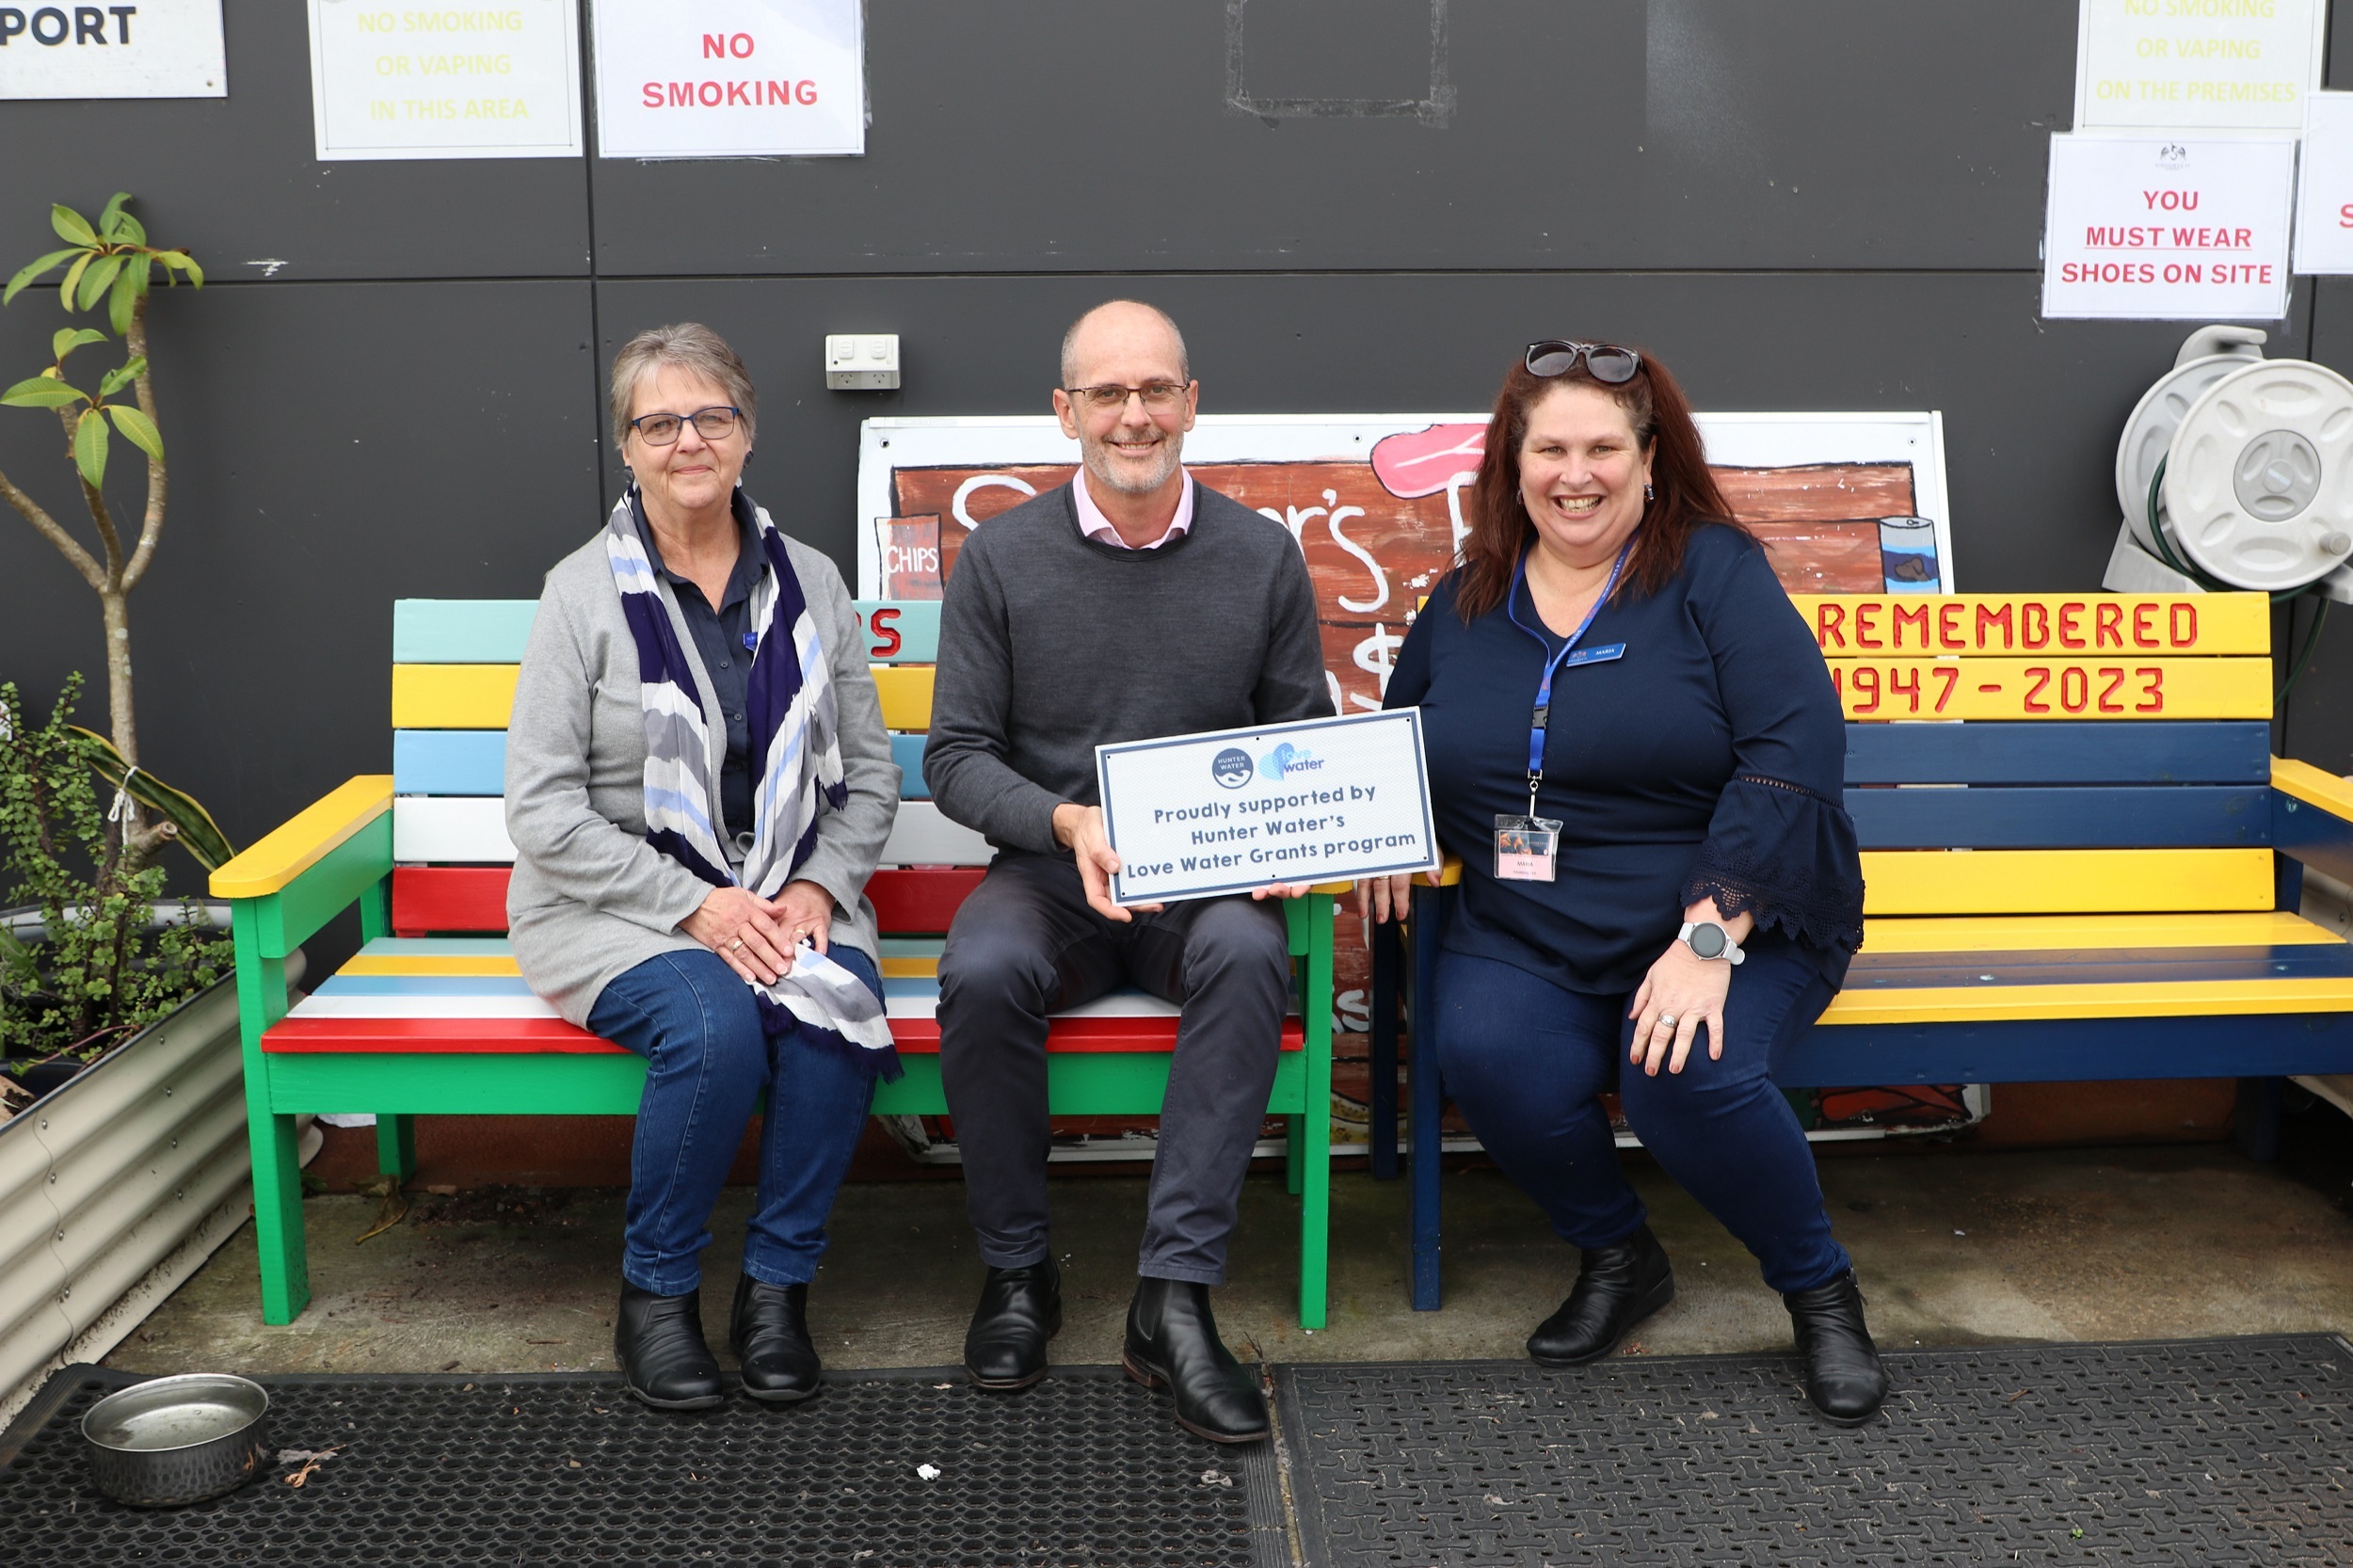 PORT
NO SMOKING
OR VAPING
IN THIS AREA
NO
SMOKING
NO SMOKING
OR VAPING
ON THE PREMISES
YOU
MUST WEAR
SHOES ON SITE
S
CHIPS
S
REMEMBERED
1947 - 2023
MARIA
MARIA
HUNTER
WATER
love
water
Proudly supported by
Hunter Water's
Love Water Grants program